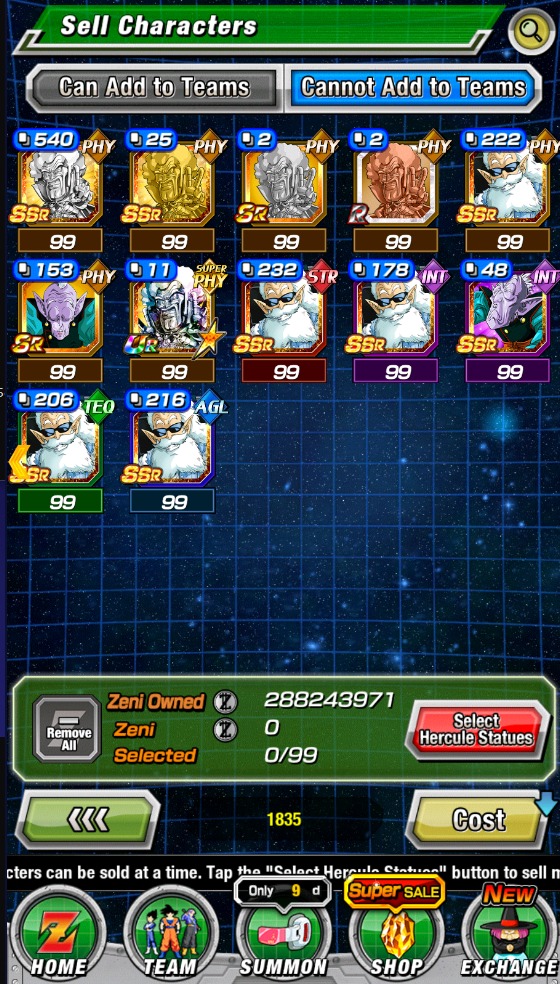 Sell Characters
Can Add to Teams
Cannot Add to Teams
540 PHY 25 PHY 2 PHY 2 PHY 222 PHY
SSR SSR SR R SSR
99 99 99 99 99
153 PHY 11 SUPER PHY 232 STR 178 INT 48 INT
SR UR SSR SSR SSR
99 99 99 99 99
206 TEQ 216 AGL
SSR SSR
99 99
Zeni Owned 288243971
Zeni 0
Selected 0/99
Remove
All
Select
Hercule Statues
1835
Cost
cters can be sold at a time. Tap the "Select Hercule Statues" button to sell m
Only 9 d
Super SALE
NEW
HOME
TEAM
SUMMON
SHOP
EXCHANGE